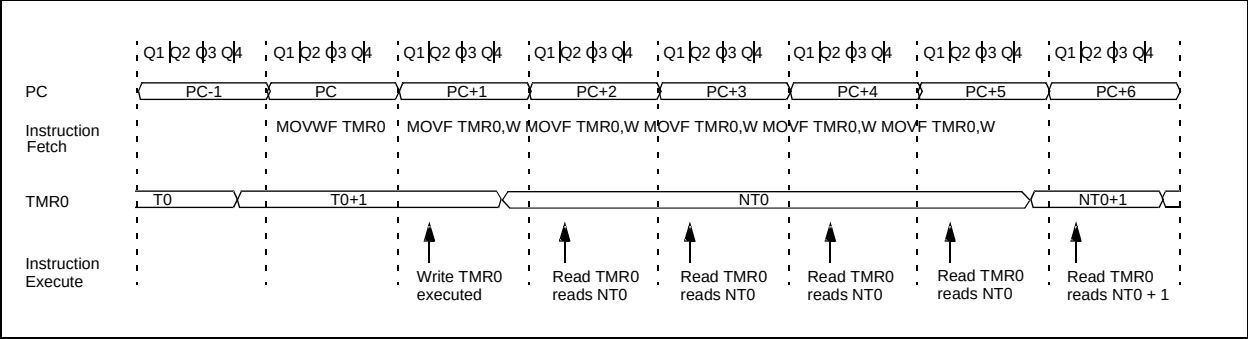 Q1 Q2 Q3 Q4 Q1 Q2 Q3 Q4 Q1 Q2 Q3 Q4 Q1 Q2 Q3 Q4 Q1 Q2 Q3 Q4 Q1 Q2 Q3 Q4 Q1 Q2 Q3 Q4 Q1 Q2 Q3 Q4
PC PC-1 PC PC+1 PC+2 PC+3 PC+4 PC+5 PC+6
Instruction
Fetch
MOVWF TMR0 MOVF TMR0,W MOVF TMR0,W MOVF TMR0,W MOVF TMR0,W MOVF TMR0,W
TMR0 T0 T0+1 NT0 NT0+1
Instruction
Execute
Write TMR0
executed
Read TMR0
reads NT0
Read TMR0
reads NT0
Read TMR0
reads NT0
Read TMR0
reads NT0
Read TMR0
reads NT0 + 1